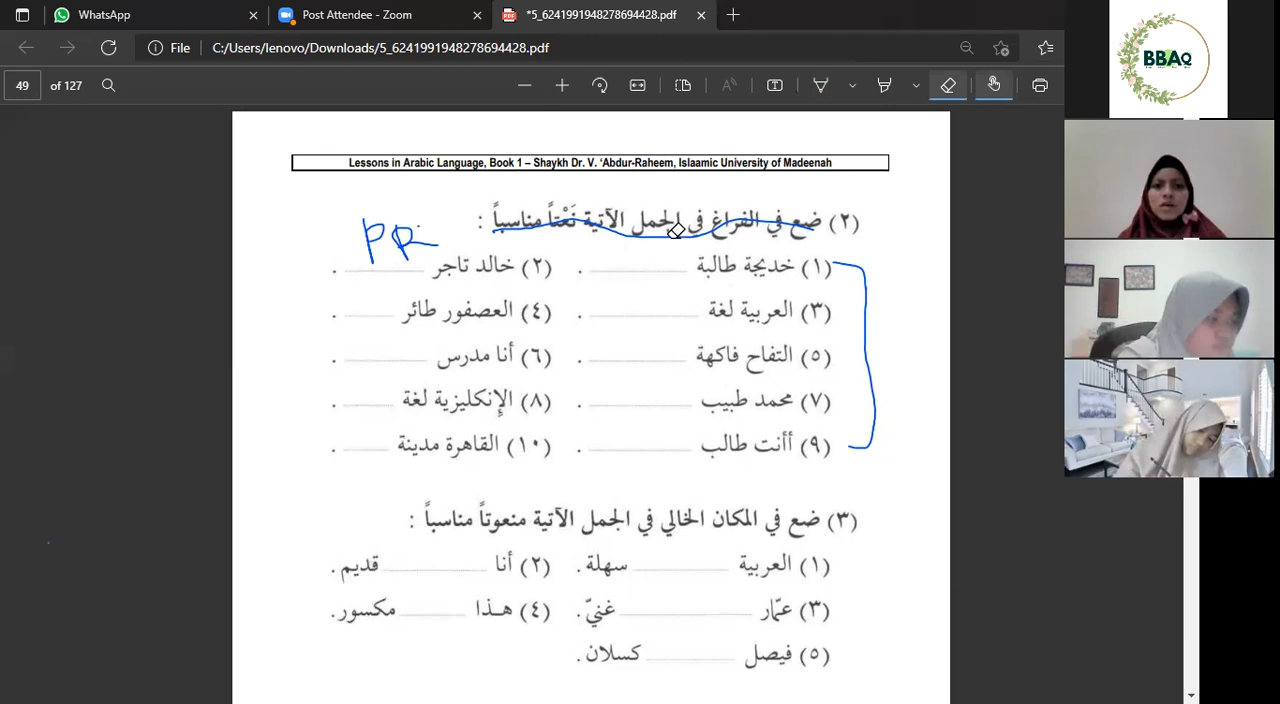 WhatsApp
Post Attendee - Zoom
*5_6241991948278694428.pdf
File
C:/Users/lenovo/Downloads/5_6241991948278694428.pdf
49 of 127
BBAQ
Lessons in Arabic Language, Book 1 – Shaykh Dr. V. ‘Abdur-Raheem, Islaamic University of Madeenah
(٢) ضع في الفراغ في الجمل الآتية نَعْتاً مناسباً :
PR
(١) خديجة طالبة ............ . (٢) خالد تاجر ............ .
(٣) العربية لغة ............ . (٤) العصفور طائر ............ .
(٥) التفاح فاكهة ............ . (٦) أنا مدرس ............ .
(٧) محمد طبيب ............ . (٨) الإنكليزية لغة ............ .
(٩) أأنت طالب ............ . (١٠) القاهرة مدينة ............ .
(٣) ضع في المكان الخالي في الجمل الآتية منعوتاً مناسباً :
(١) العربية ............ سهلة . (٢) أنا ............ قديم .
(٣) عمّار ............ غنيّ . (٤) هـذا ............ مكسور .
(٥) فيصل ............ كسلان .